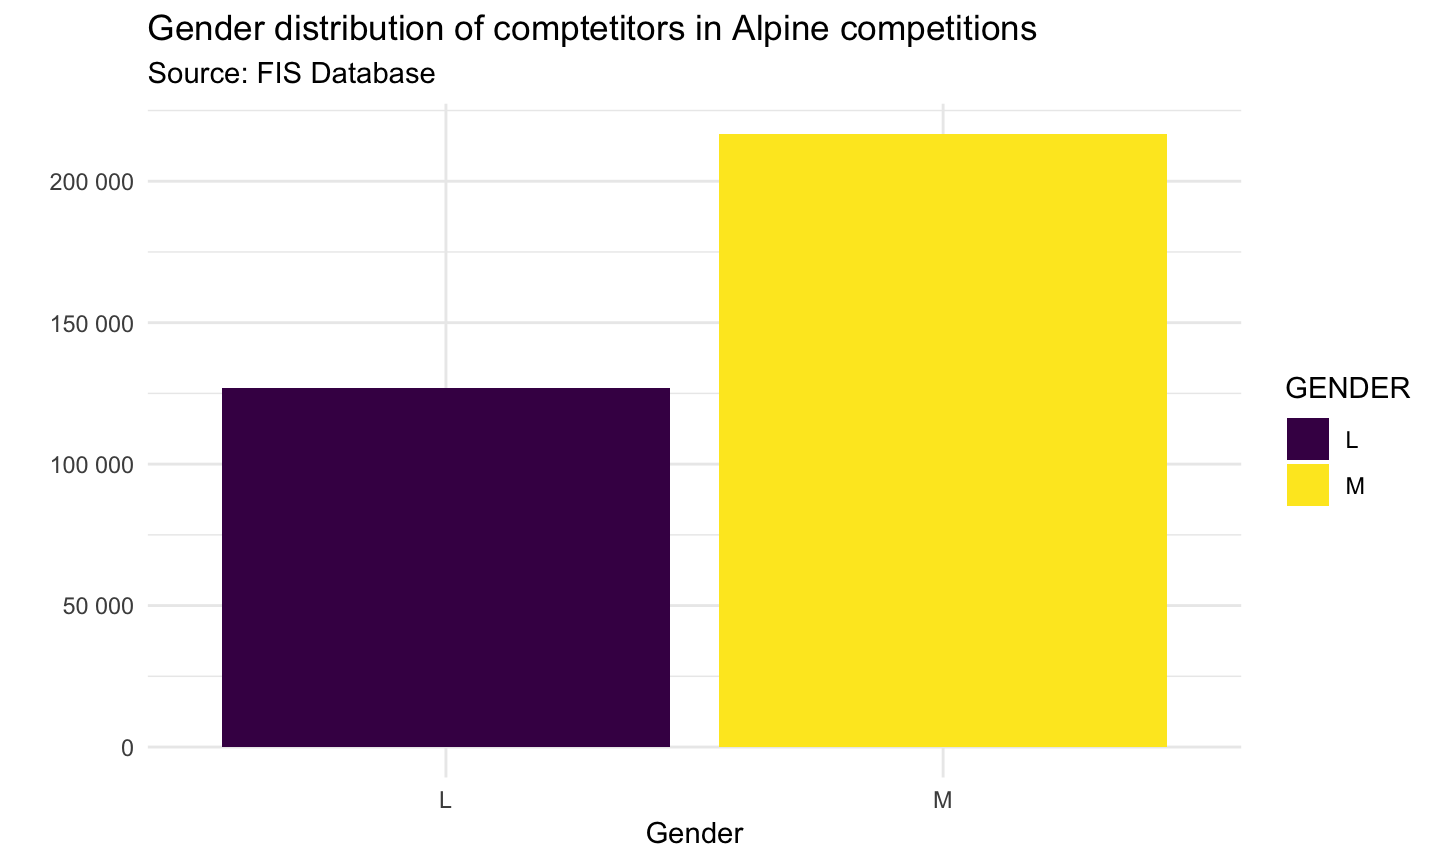 Gender distribution of comptetitors in Alpine competitions
Source: FIS Database
200 000
150 000
100 000
50 000
0
L
M
Gender
GENDER
L
M